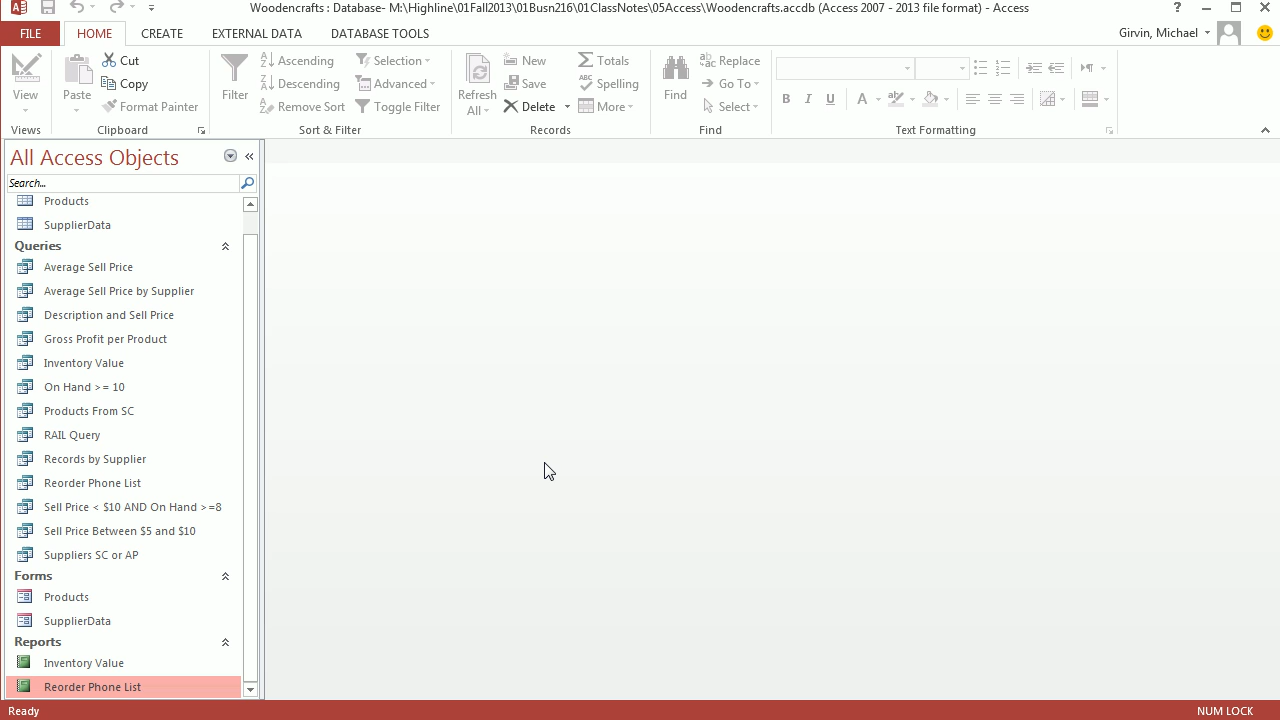 Woodencrafts : Database- M:\Highline\01Fall2013\01Busn216\01ClassNotes\05Access\Woodencrafts.accdb (Access 2007 - 2013 file format) - Access
FILE HOME CREATE EXTERNAL DATA DATABASE TOOLS Girvin, Michael
View
Views
Paste
Cut
Copy
Format Painter
Clipboard
Filter
Ascending
Descending
Remove Sort
Selection
Advanced
Toggle Filter
Sort & Filter
Refresh
All
New
Save
Delete
Totals
Spelling
More
Records
Find
Replace
Go To
Select
Find
B I U A
Text Formatting
All Access Objects
Search...
Products
SupplierData
Queries
Average Sell Price
Average Sell Price by Supplier
Description and Sell Price
Gross Profit per Product
Inventory Value
On Hand >= 10
Products From SC
RAIL Query
Records by Supplier
Reorder Phone List
Sell Price < $10 AND On Hand >=8
Sell Price Between $5 and $10
Suppliers SC or AP
Forms
Products
SupplierData
Reports
Inventory Value
Reorder Phone List
Ready
NUM LOCK